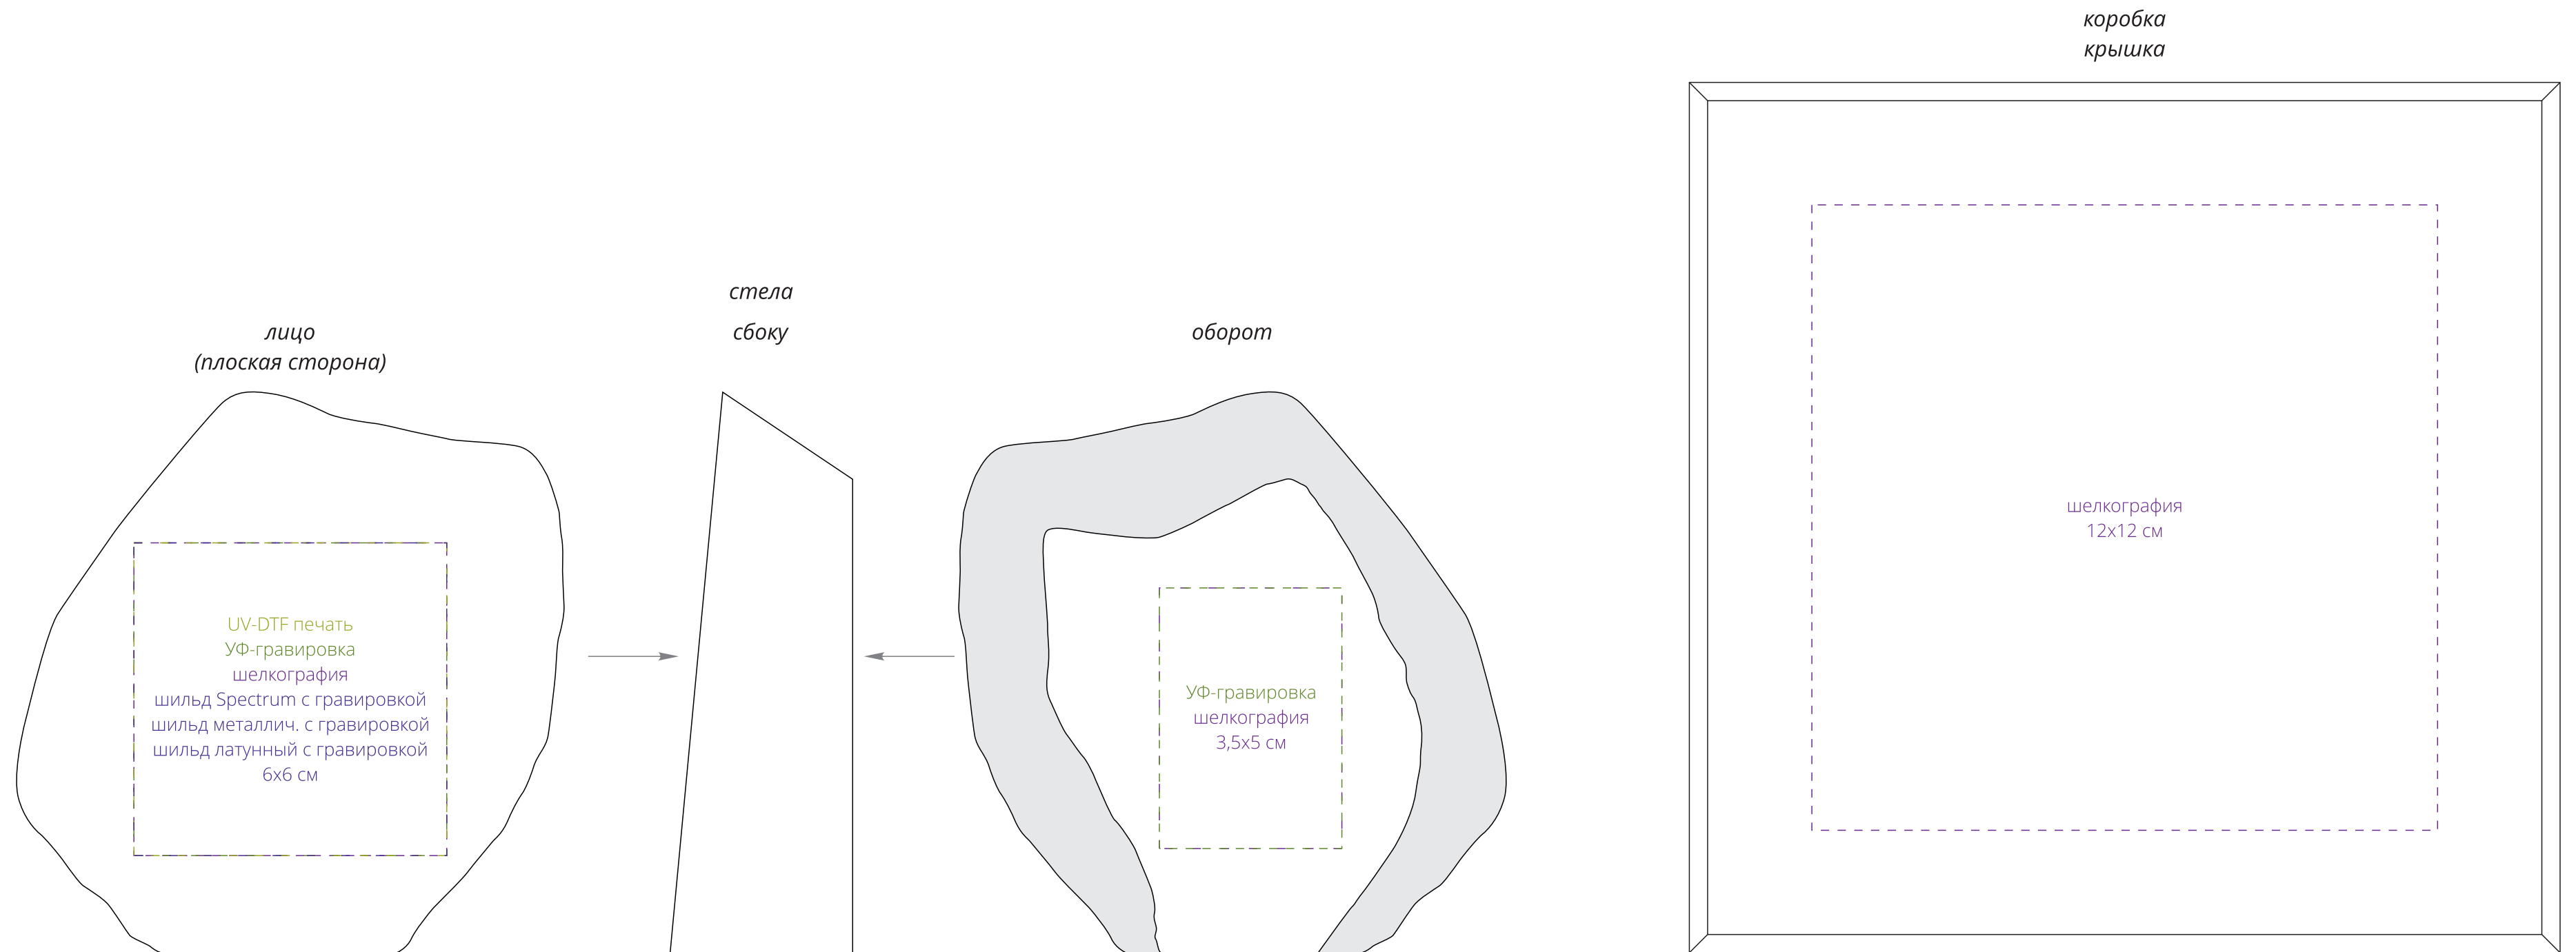 коробка
крышка
стела
лицо
(плоская сторона)
сбоку
оборот
UV-DTF печать
УФ-гравировка
шелкография
шильд Spectrum с гравировкой
шильд металлич. с гравировкой
шильд латунный с гравировкой
6х6 см
УФ-гравировка
шелкография
3,5х5 см
шелкография
12х12 см